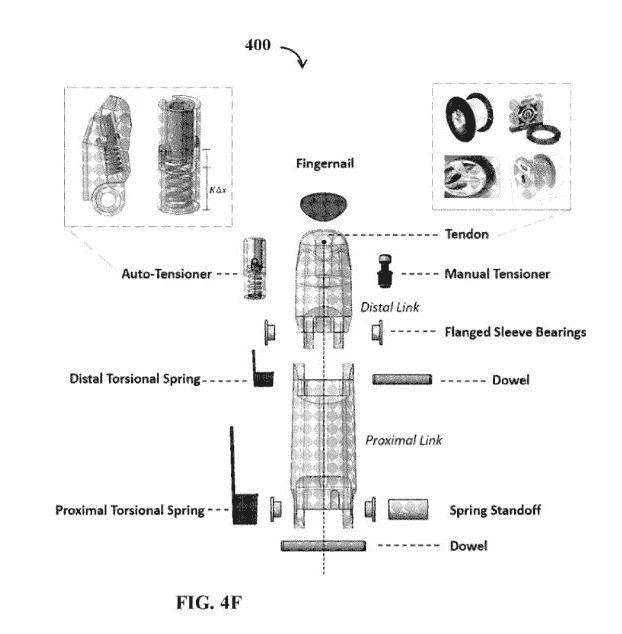 400
KΔx
Fingernail
Tendon
Auto-Tensioner
Manual Tensioner
Distal Link
Flanged Sleeve Bearings
Distal Torsional Spring
Dowel
Proximal Link
Proximal Torsional Spring
Spring Standoff
Dowel
FIG. 4F